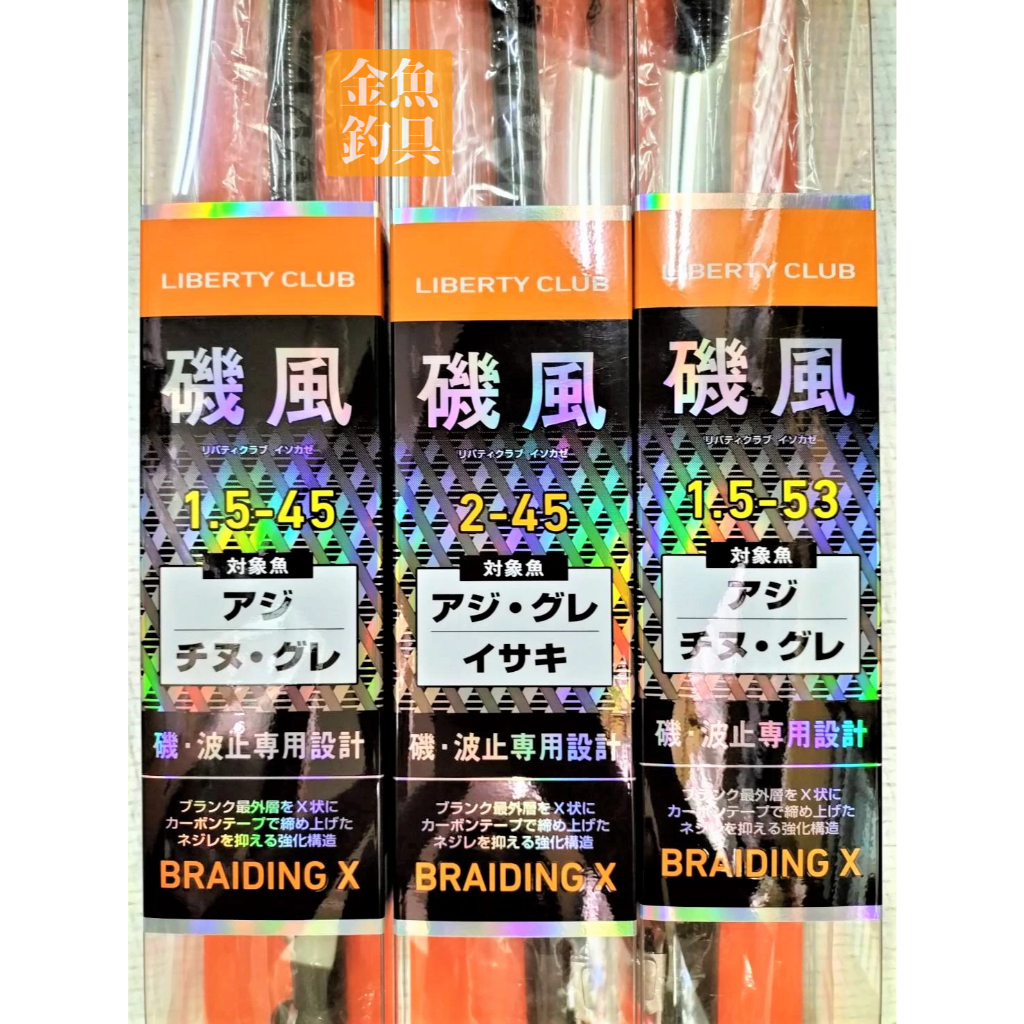 金魚
釣具
LIBERTY CLUB
磯風
リバティクラブ イソカゼ
1.5-45
対象魚
アジ
チヌ・グレ
磯・波止専用設計
ブランク最外層をX状に
カーボンテープで締め上げた
ネジレを抑える強化構造
BRAIDING X
LIBERTY CLUB
磯風
リバティクラブ イソカゼ
2-45
対象魚
アジ・グレ
イサキ
磯・波止専用設計
ブランク最外層をX状に
カーボンテープで締め上げた
ネジレを抑える強化構造
BRAIDING X
LIBERTY CLUB
磯風
リバティクラブ イソカゼ
1.5-53
対象魚
アジ
チヌ・グレ
磯・波止専用設計
ブランク最外層をX状に
カーボンテープで締め上げた
ネジレを抑える強化構造
BRAIDING X